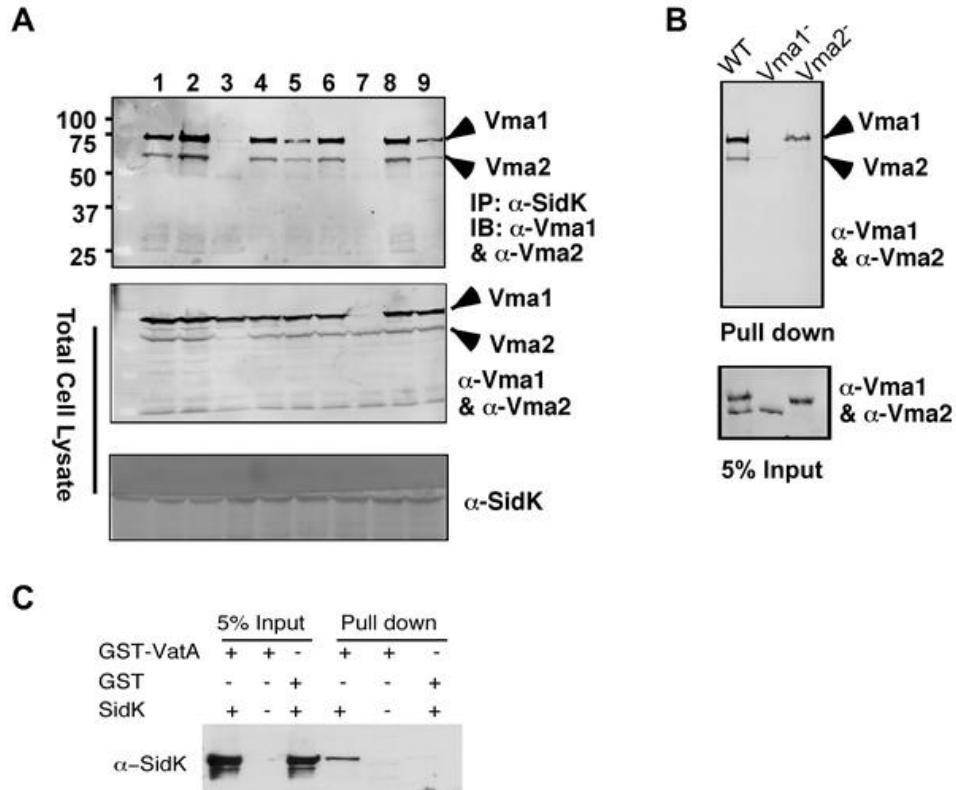 A
1 2 3 4 5 6 7 8 9
100
75
50
37
25
Vma1
Vma2
IP: α-SidK
IB: α-Vma1
& α-Vma2
Total Cell Lysate
Vma1
Vma2
α-Vma1
& α-Vma2
α-SidK
B
WT Vma1⁻ Vma2⁻
Vma1
Vma2
α-Vma1
& α-Vma2
Pull down
α-Vma1
& α-Vma2
5% Input
C
5% Input Pull down
GST-VatA + + - + + -
GST - - + - - +
SidK + - + + - +
α–SidK